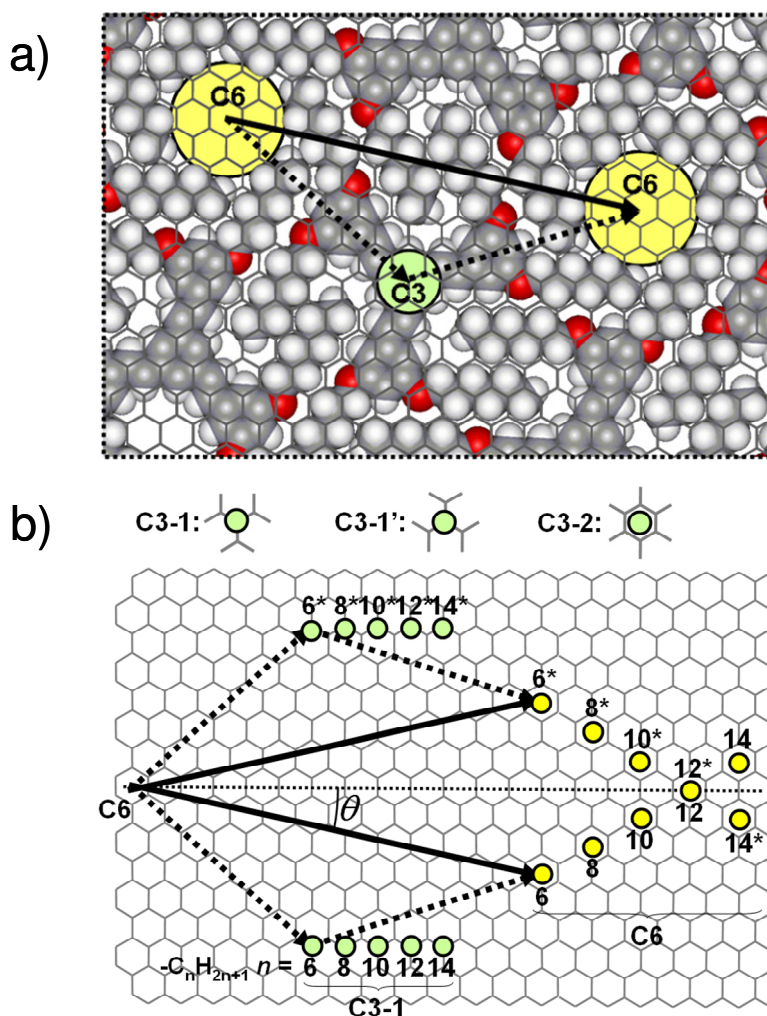 a)
C6
C6
C3
b)
C3-1: C3-1': C3-2:
6* 8* 10* 12* 14*
6*
8*
10* 12* 14
C6 θ
12
10 14*
8
6
C6
-CnH2n+1 n = 6 8 10 12 14
C3-1